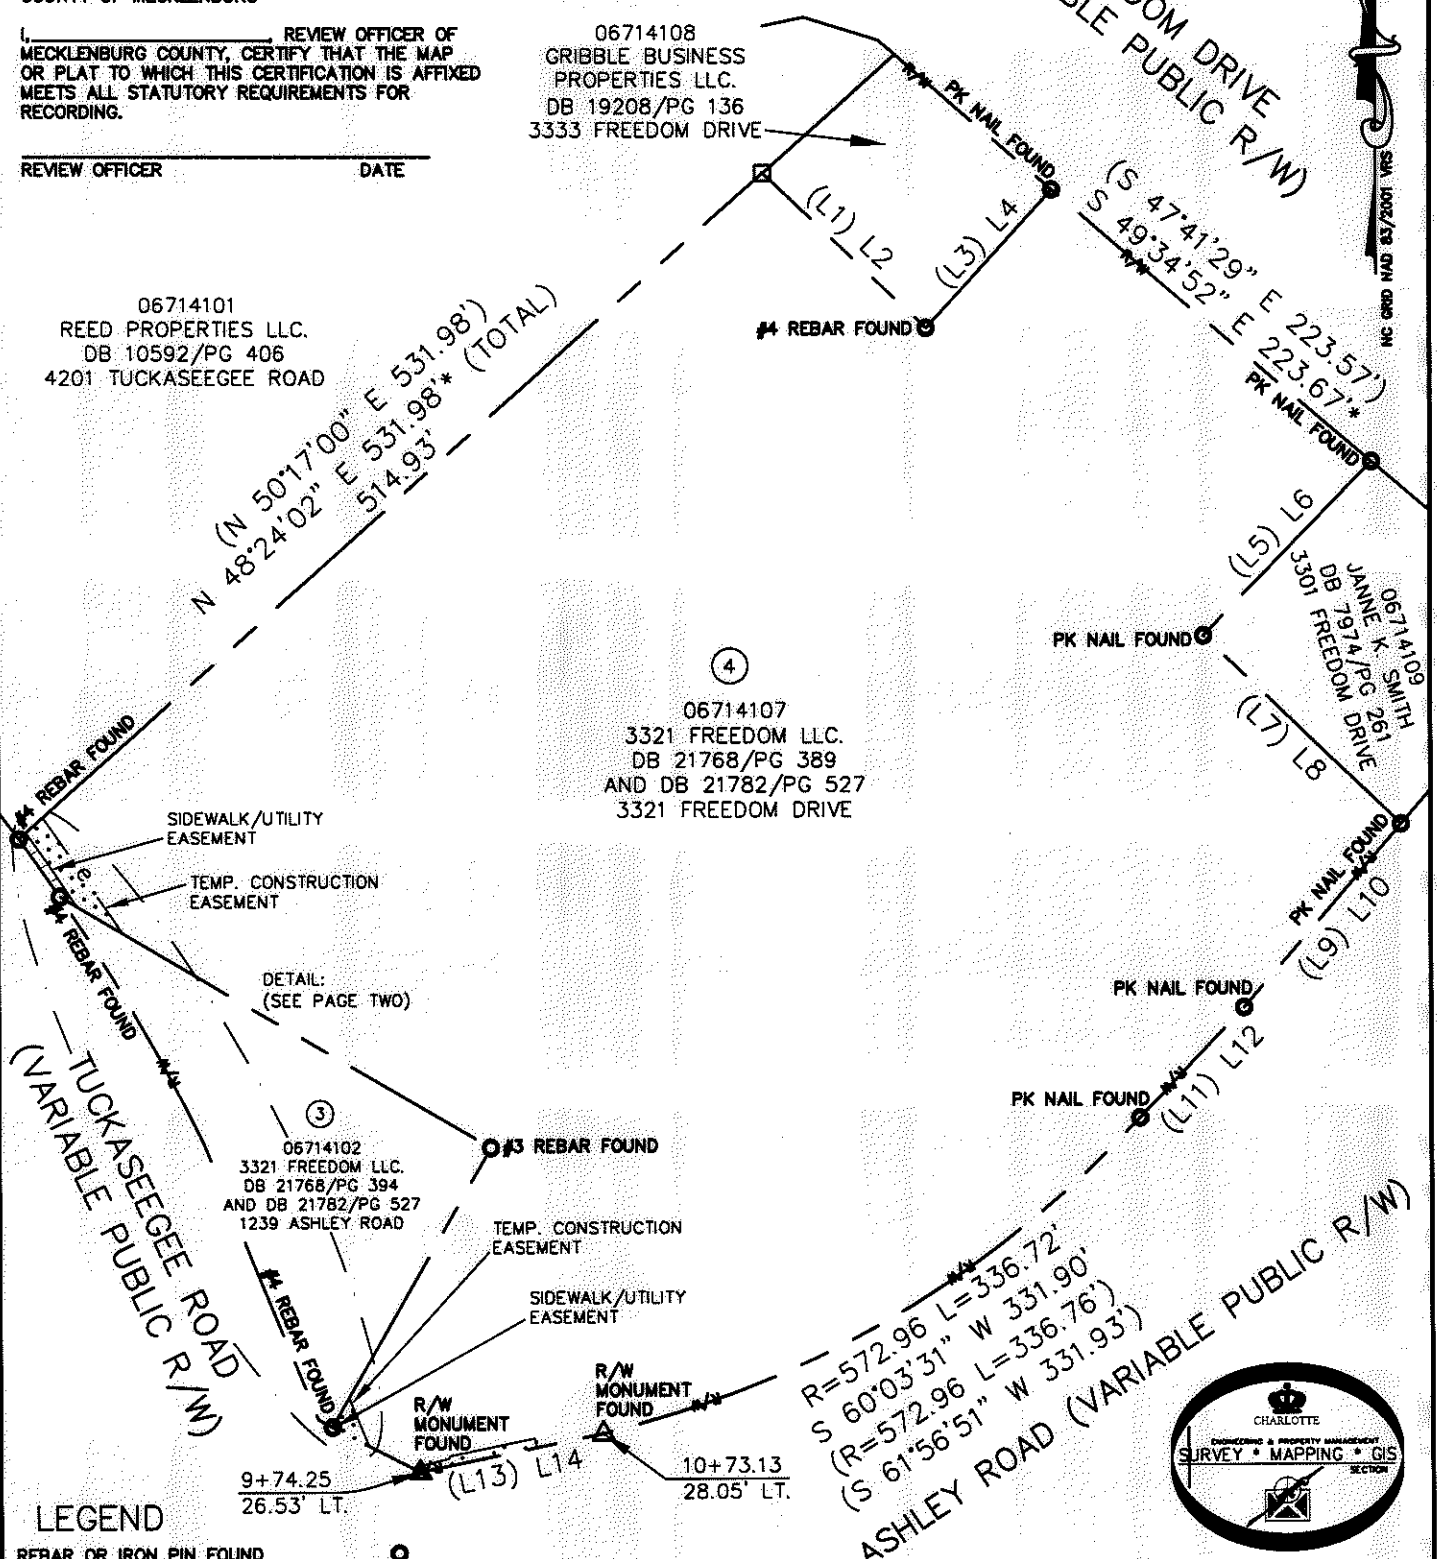 I,____________________, REVIEW OFFICER OF
MECKLENBURG COUNTY, CERTIFY THAT THE MAP
OR PLAT TO WHICH THIS CERTIFICATION IS AFFIXED
MEETS ALL STATUTORY REQUIREMENTS FOR
RECORDING.
REVIEW OFFICER DATE
06714108
GRIBBLE BUSINESS
PROPERTIES LLC.
DB 19208/PG 136
3333 FREEDOM DRIVE
DRIVE
PUBLIC R/W)
NC GRID NAD 83/2001 VRS
R/W
PK NAIL FOUND
(L1) L2
(L3) L4
#4 REBAR FOUND
(S 47°41'29" E 223.57')
S 49°34'52" E 223.67'*
R/W
PK NAIL FOUND
06714101
REED PROPERTIES LLC.
DB 10592/PG 406
4201 TUCKASEEGEE ROAD
(N 50°17'00" E 531.98')
N 48°24'02" E 531.98'* (TOTAL)
514.93'
(L5) L6
PK NAIL FOUND
06714109
JANNE K. SMITH
DB 7974/PG 261
3301 FREEDOM DRIVE
(L7) L8
4
06714107
3321 FREEDOM LLC.
DB 21768/PG 389
AND DB 21782/PG 527
3321 FREEDOM DRIVE
#4 REBAR FOUND
SIDEWALK/UTILITY
EASEMENT
e
TEMP. CONSTRUCTION
EASEMENT
#4 REBAR FOUND
PK NAIL FOUND
R/W
(L9) L10
DETAIL:
(SEE PAGE TWO)
PK NAIL FOUND
R/W
(L11) L12
PK NAIL FOUND
R/W
TUCKASEEGEE ROAD
(VARIABLE PUBLIC R/W)
3
06714102
3321 FREEDOM LLC.
DB 21768/PG 394
AND DB 21782/PG 527
1239 ASHLEY ROAD
#3 REBAR FOUND
TEMP. CONSTRUCTION
EASEMENT
SIDEWALK/UTILITY
EASEMENT
#4 REBAR FOUND
R/W
R=572.96 L=336.72'
S 60°03'31" W 331.90'
(R=572.96 L=336.76')
(S 61°56'51" W 331.93')
ASHLEY ROAD (VARIABLE PUBLIC R/W)
R/W
MONUMENT
FOUND
R/W
MONUMENT
FOUND
R/W
(L13) L14
9+74.25
26.53' LT.
10+73.13
28.05' LT.
CHARLOTTE
ENGINEERING & PROPERTY MANAGEMENT
SURVEY * MAPPING * GIS
SECTION
LEGEND
REBAR OR IRON PIN FOUND